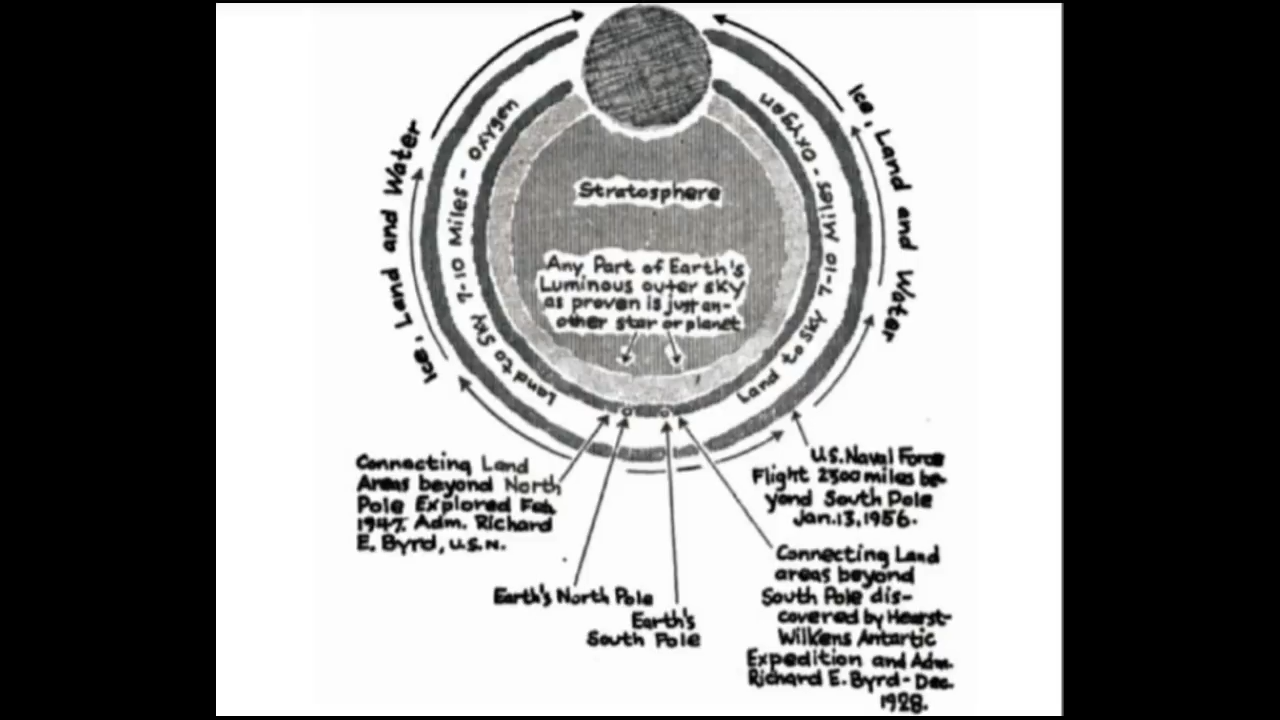 Ice, Land and Water
Land to Sky 7-10 Miles - Oxygen
Stratosphere
Any Part of Earth's
Luminous outer sky
as proven is just an-
other star or planet
Land to Sky 7-10 Miles - Oxygen
Ice, Land and Water
Connecting Land
Areas beyond North
Pole Explored Feb.
1947. Adm. Richard
E. Byrd, U.S.N.
Earth's North Pole
Earth's
South Pole
U.S. Naval Force
Flight 2300 miles be-
yond South Pole
Jan.13,1956.
Connecting Land
areas beyond
South Pole dis-
covered by Hearst-
Wilkens Antartic
Expedition and Adm.
Richard E. Byrd - Dec.
1928.